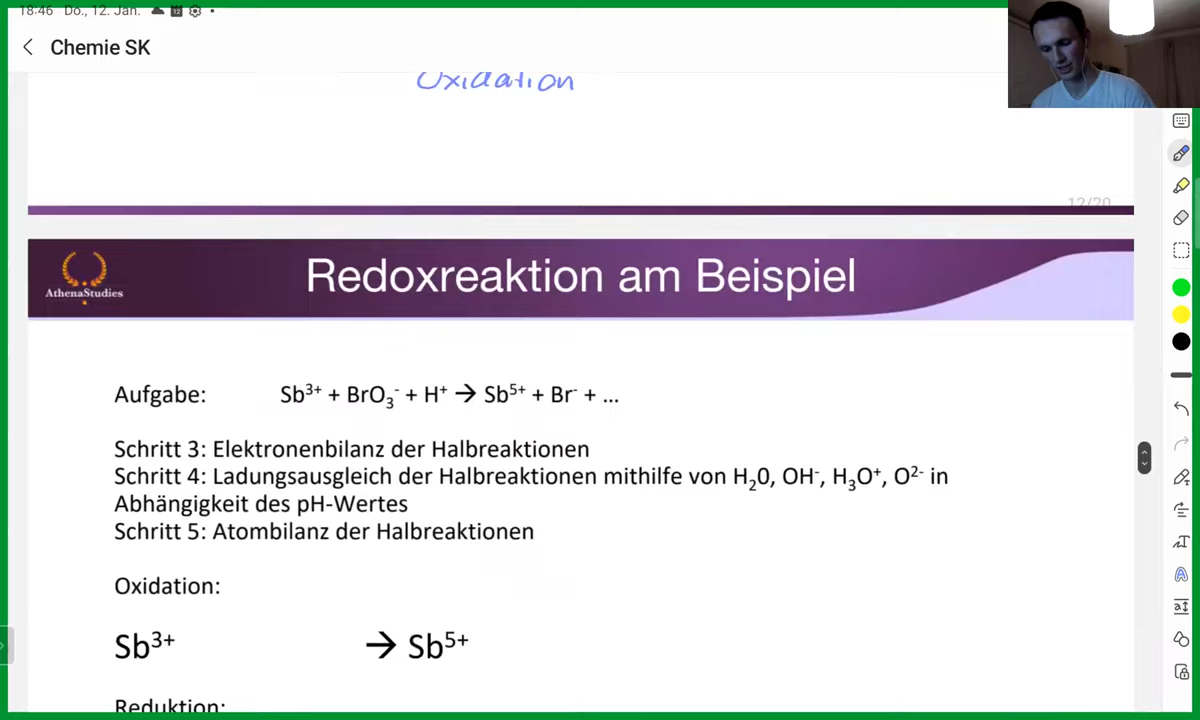 18:46 Do., 12. Jan. 12
Chemie SK
Oxidation
12/20
AthenaStudies
Redoxreaktion am Beispiel
Aufgabe: Sb³⁺ + BrO₃⁻ + H⁺ → Sb⁵⁺ + Br⁻ + ...
Schritt 3: Elektronenbilanz der Halbreaktionen
Schritt 4: Ladungsausgleich der Halbreaktionen mithilfe von H₂0, OH⁻, H₃O⁺, O²⁻ in
Abhängigkeit des pH-Wertes
Schritt 5: Atombilanz der Halbreaktionen
Oxidation:
Sb³⁺ → Sb⁵⁺
Reduktion: